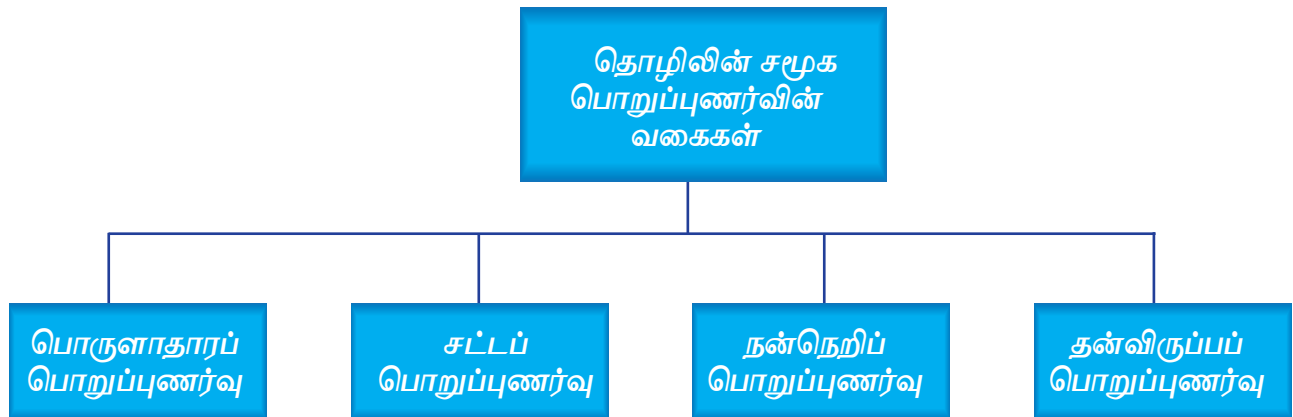 தொழிலின் சமூக
பொறுப்புணர்வின்
வகைகள்
பொருளாதாரப்
பொறுப்புணர்வு
சட்டப்
பொறுப்புணர்வு
நன்நெறிப்
பொறுப்புணர்வு
தன்விருப்பப்
பொறுப்புணர்வு